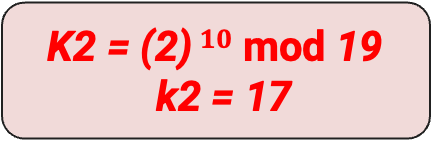 K2 = (2)¹⁰ mod 19
k2 = 17